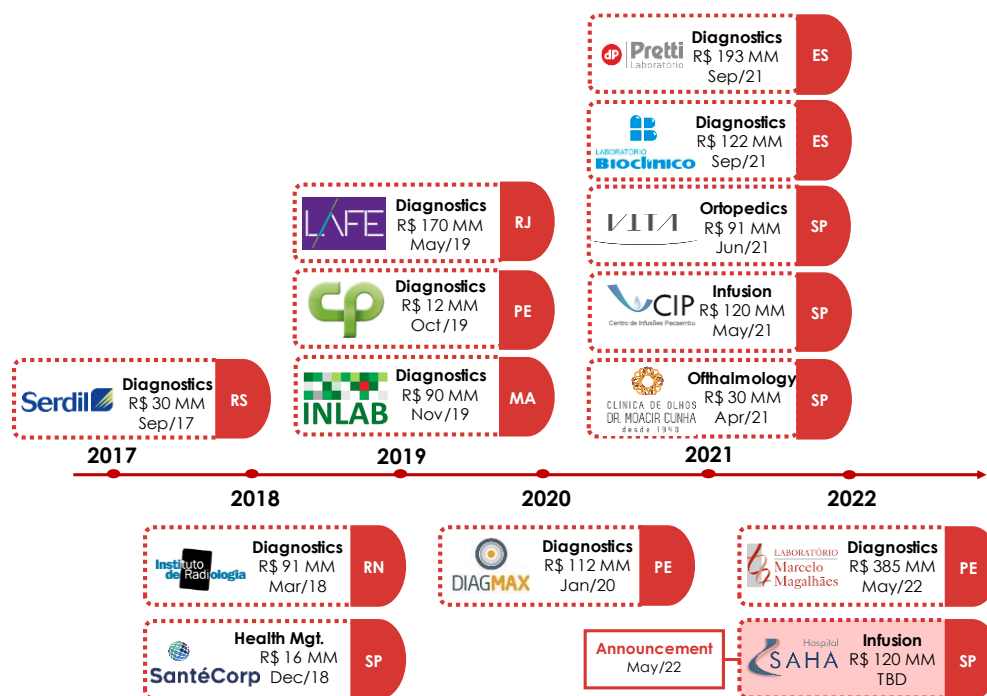 dP
Pretti
Laboratório
Diagnostics
R$ 193 MM
Sep/21
ES
LABORATÓRIO
BIOclínico
Diagnostics
R$ 122 MM
Sep/21
ES
LAFE
Diagnostics
R$ 170 MM
May/19
RJ
VITA
Ortopedics
R$ 91 MM
Jun/21
SP
cp
Diagnostics
R$ 12 MM
Oct/19
PE
CIP
Centro de Infusões Pacaembu
Infusion
R$ 120 MM
May/21
SP
Serdil
Diagnostics
R$ 30 MM
Sep/17
RS
INLAB
Diagnostics
R$ 90 MM
Nov/19
MA
CLINICA DE OLHOS
DR. MOACIR CUNHA
desde 1940
Ofthalmology
R$ 30 MM
Apr/21
SP
2017
2019
2021
2018
2020
2022
Instituto
de Radiologia
Diagnostics
R$ 91 MM
Mar/18
RN
DIAGMAX
Diagnostics
R$ 112 MM
Jan/20
PE
LABORATÓRIO
Marcelo
Magalhães
Diagnostics
R$ 385 MM
May/22
PE
SantéCorp
Health Mgt.
R$ 16 MM
Dec/18
SP
Announcement
May/22
Hospital
SAHA
Infusion
R$ 120 MM
TBD
SP